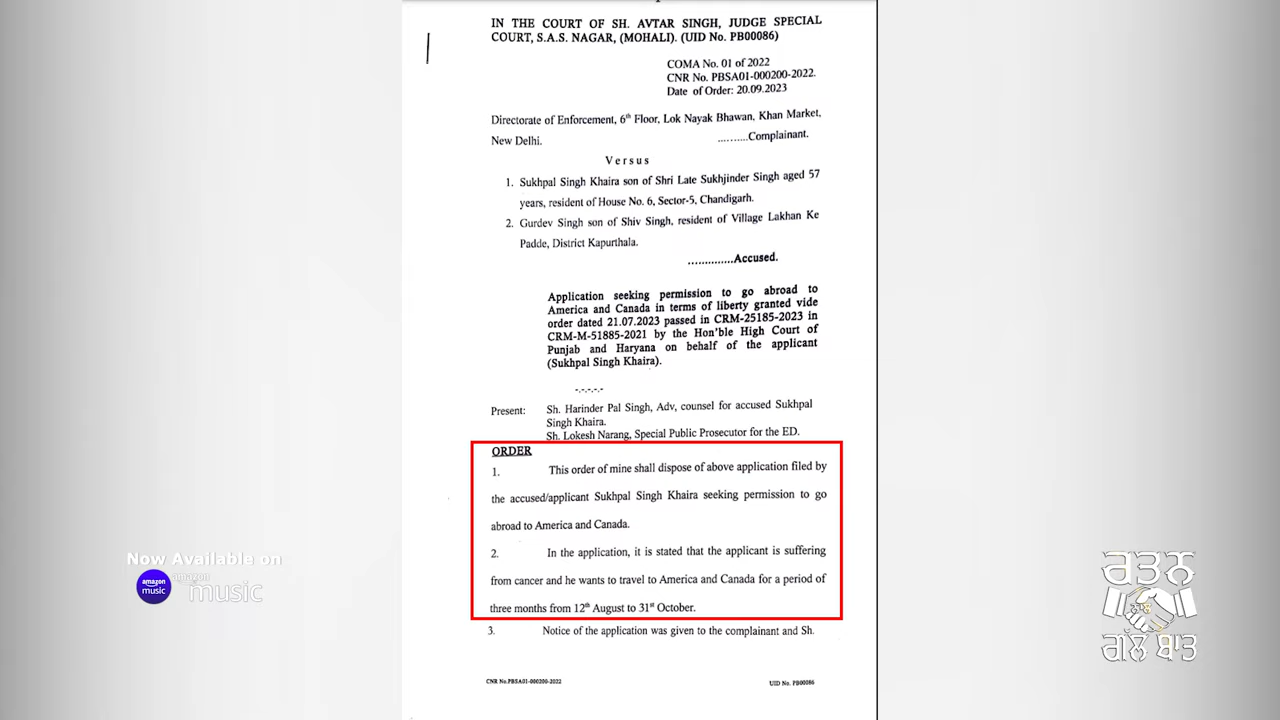 IN THE COURT OF SH. AVTAR SINGH, JUDGE SPECIAL
COURT, S.A.S. NAGAR, (MOHALI). (UID No. PB00086)
COMA No. 01 of 2022
CNR No. PBSA01-000200-2022.
Date of Order: 20.09.2023
Directorate of Enforcement, 6th Floor, Lok Nayak Bhawan, Khan Market,
New Delhi. ..........Complainant.
Versus
1. Sukhpal Singh Khaira son of Shri Late Sukhjinder Singh aged 57
years, resident of House No. 6, Sector-5, Chandigarh.
2. Gurdev Singh son of Shiv Singh, resident of Village Lakhan Ke
Padde, District Kapurthala.
..............Accused.
Application seeking permission to go abroad to
America and Canada in terms of liberty granted vide
order dated 21.07.2023 passed in CRM-25185-2023 in
CRM-M-51885-2021 by the Hon'ble High Court of
Punjab and Haryana on behalf of the applicant
(Sukhpal Singh Khaira).
-.-.-.-.-
Present: Sh. Harinder Pal Singh, Adv, counsel for accused Sukhpal
Singh Khaira.
Sh. Lokesh Narang, Special Public Prosecutor for the ED.
ORDER
1. This order of mine shall dispose of above application filed by
the accused/applicant Sukhpal Singh Khaira seeking permission to go
abroad to America and Canada.
2. In the application, it is stated that the applicant is suffering
from cancer and he wants to travel to America and Canada for a period of
three months from 12th August to 31st October.
3. Notice of the application was given to the complainant and Sh.
CNR No.PBSA01-000200-2022 UID No. PB00086
Now Available on
amazon music
amazon music
ਰਤਨ
ਗੱਲ ਬਾਤ